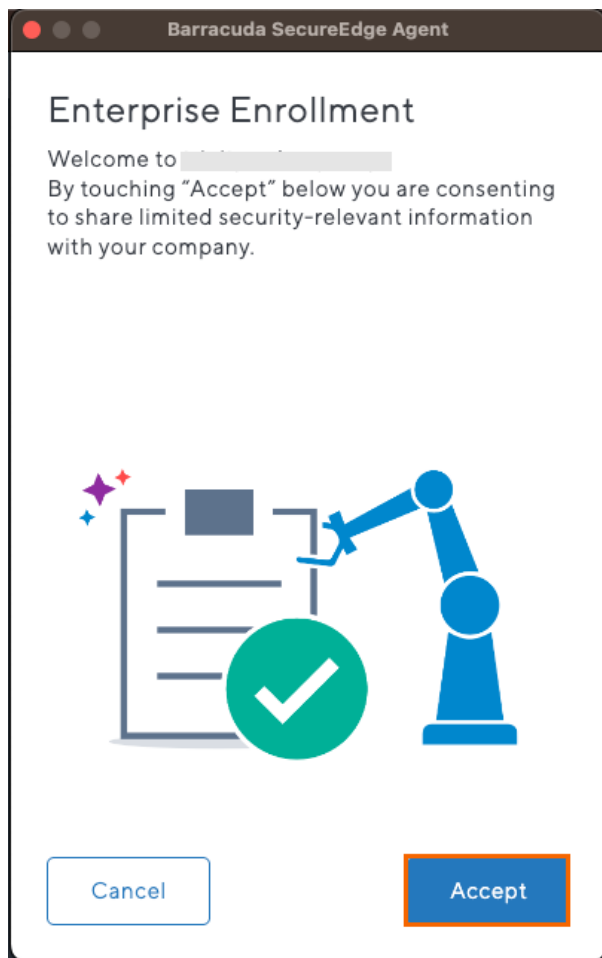 Barracuda SecureEdge Agent
Enterprise Enrollment
Welcome to
By touching “Accept” below you are consenting
to share limited security-relevant information
with your company.
Cancel
Accept